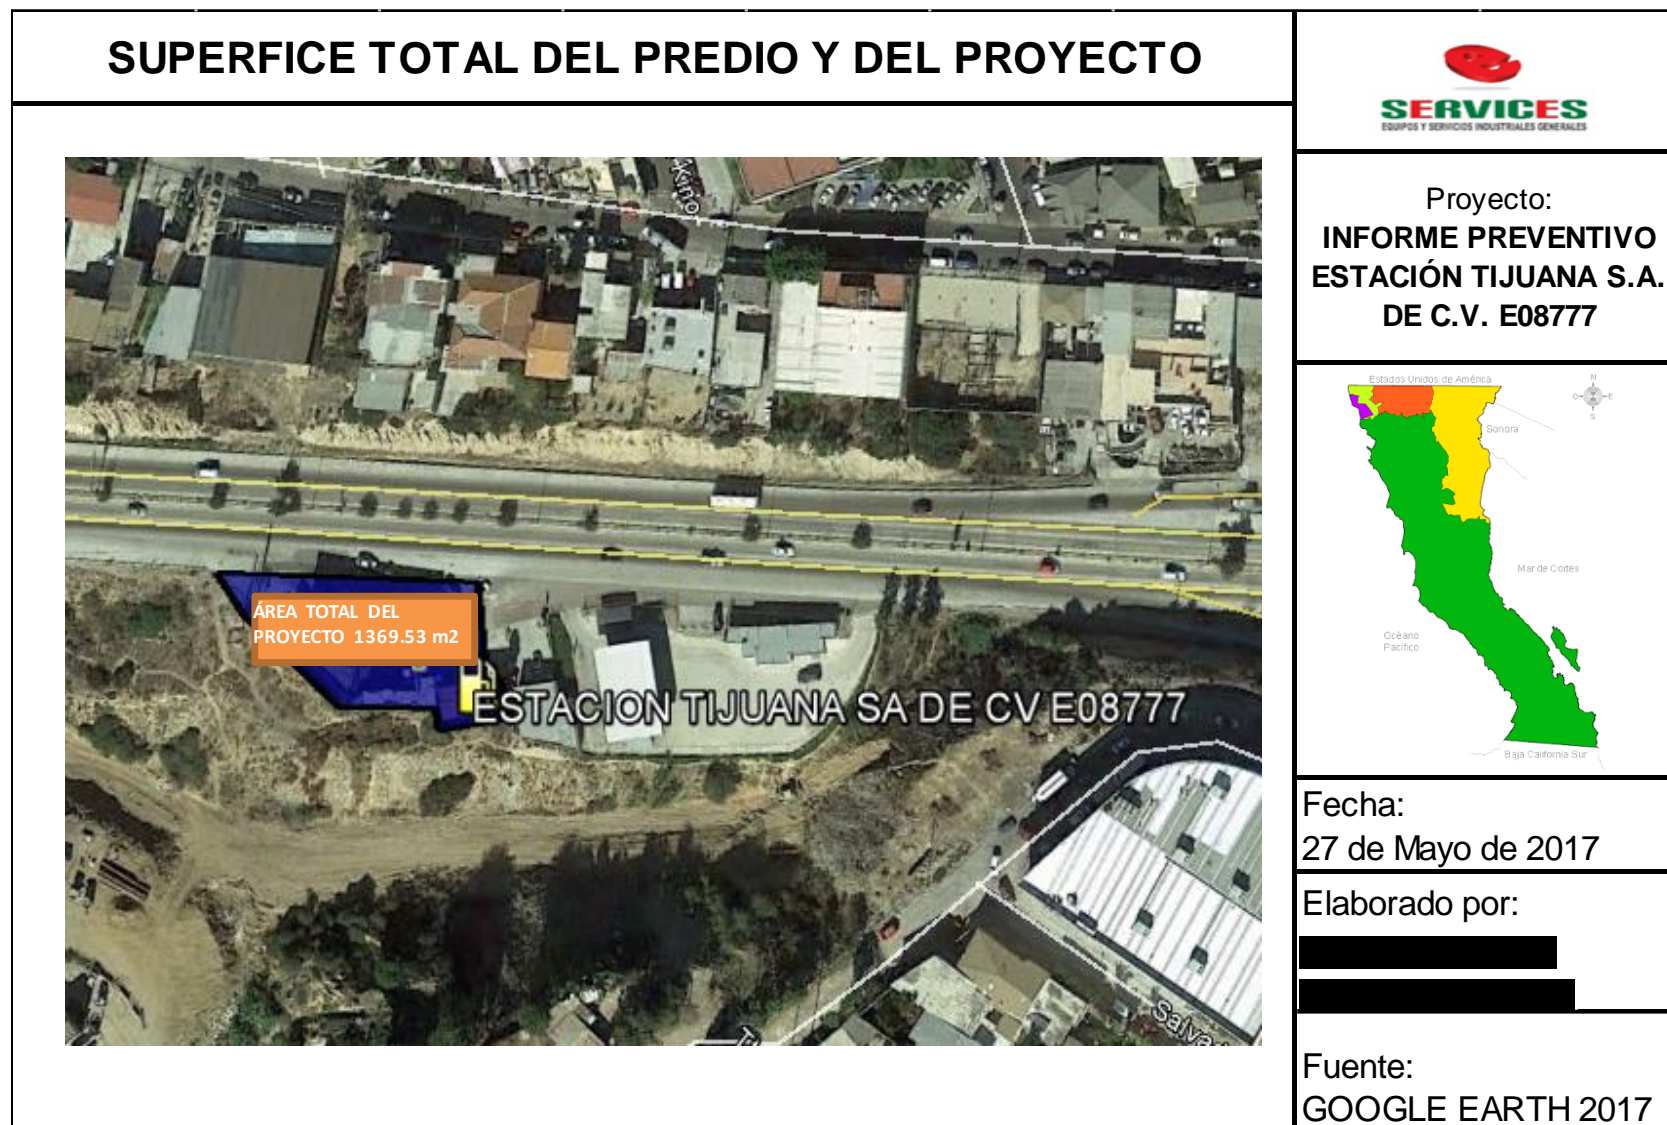 SUPERFICE TOTAL DEL PREDIO Y DEL PROYECTO
SERVICES
EQUIPOS Y SERVICIOS INDUSTRIALES GENERALES
Proyecto:
INFORME PREVENTIVO
ESTACIÓN TIJUANA S.A.
DE C.V. E08777
Kino
ÁREA TOTAL DEL
PROYECTO 1369.53 m2
ESTACION TIJUANA SA DE CV E08777
Estados Unidos de América
N
O
E
S
Sonora
Mar de Cortés
Océano
Pacifico
Baja California Sur
Fecha:
27 de Mayo de 2017
Elaborado por:
Fuente:
GOOGLE EARTH 2017